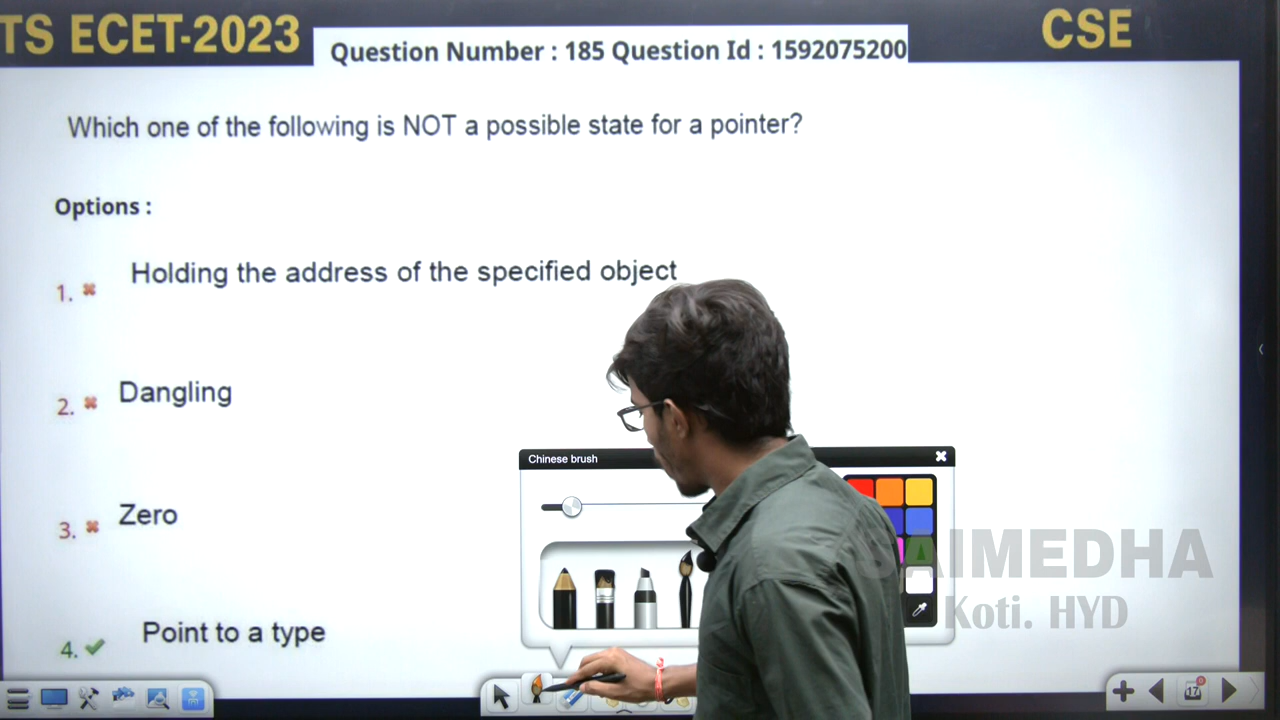 TS ECET-2023
CSE
Question Number : 185 Question Id : 1592075200
Which one of the following is NOT a possible state for a pointer?
Options :
1. Holding the address of the specified object
2. Dangling
Chinese brush
3. Zero
SAIMEDHA
Koti. HYD
4. Point to a type
17